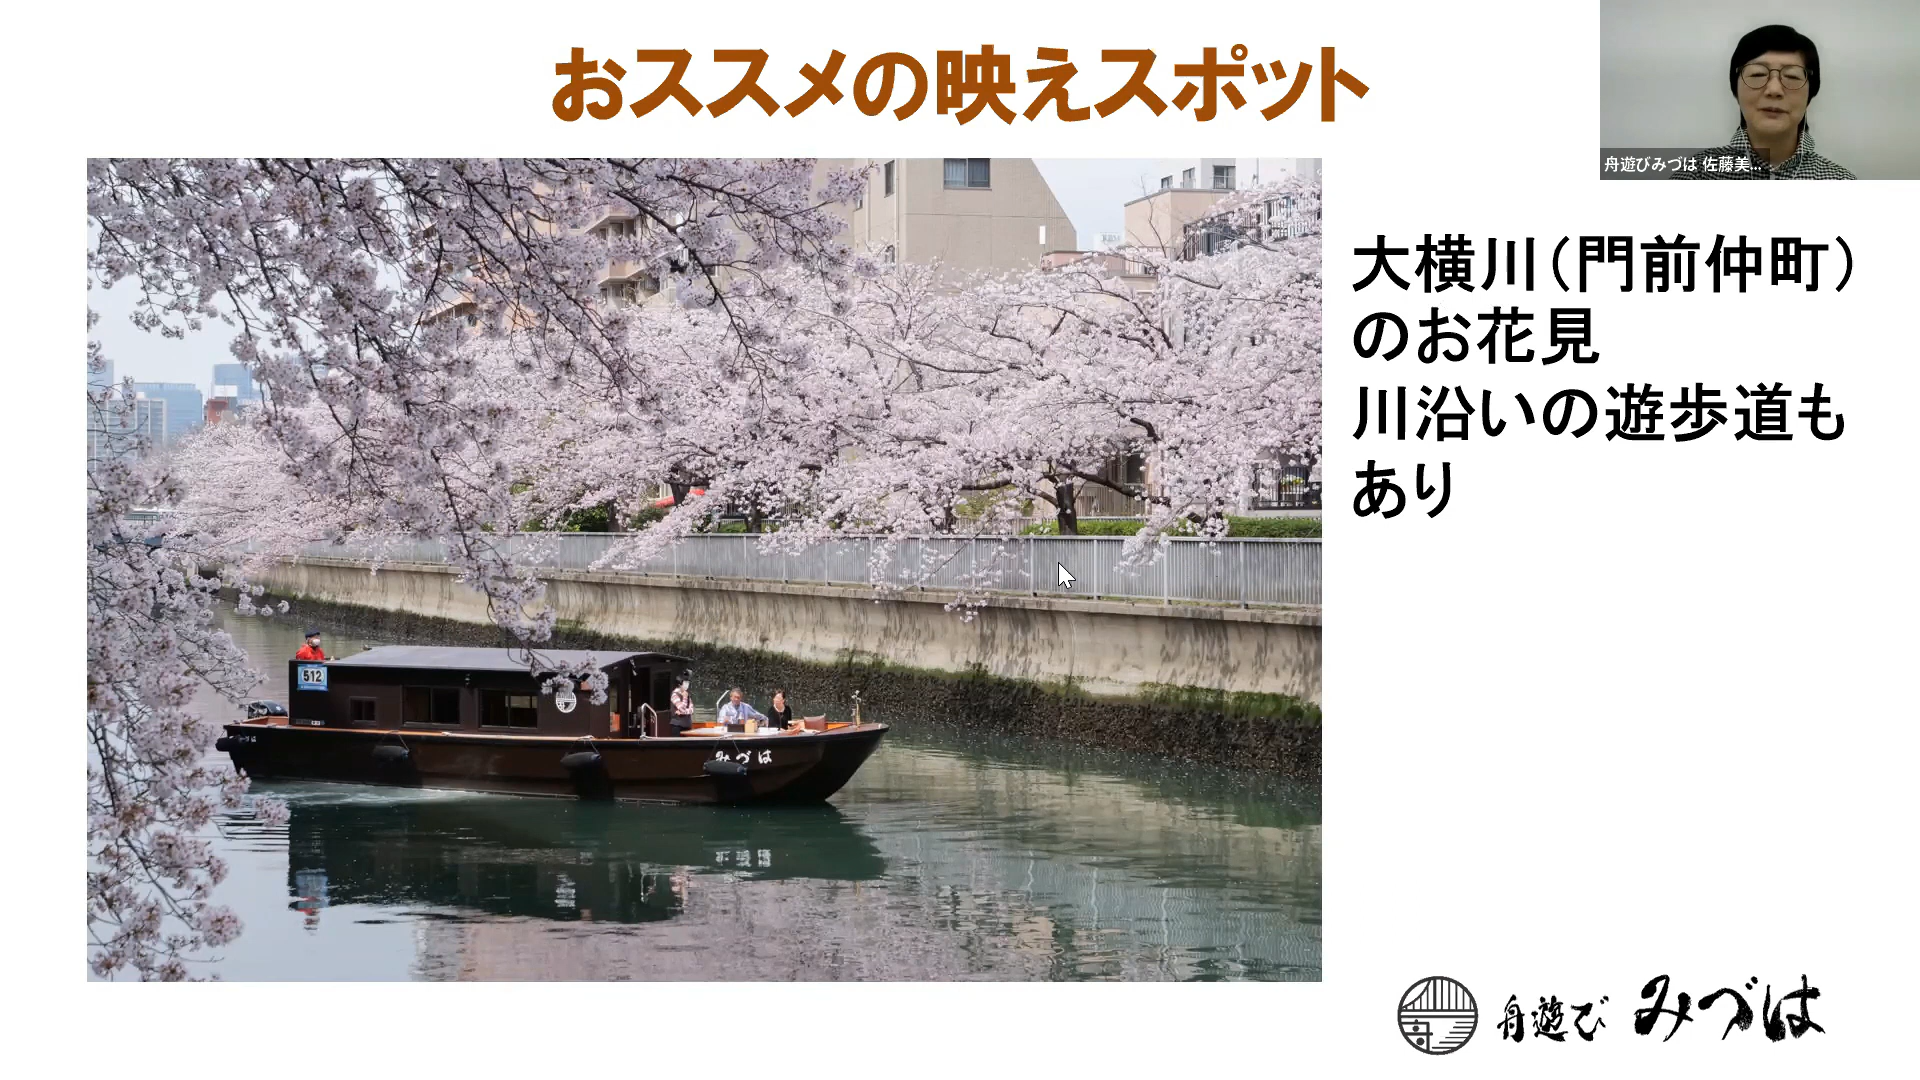 おススメの映えスポット
舟遊びみづは 佐藤美...
大横川（門前仲町）
のお花見
川沿いの遊歩道も
あり
512
みづは
舟遊び みづは